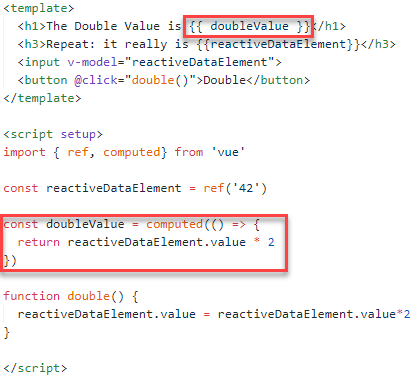 <template>
  <h1>The Double Value is {{ doubleValue }}</h1>
  <h3>Repeat: it really is {{reactiveDataElement}}</h3>
  <input v-model="reactiveDataElement">
  <button @click="double()">Double</button>
</template>

<script setup>
import { ref, computed} from 'vue'

const reactiveDataElement = ref('42')

const doubleValue = computed(() => {
  return reactiveDataElement.value * 2
})

function double() {
  reactiveDataElement.value = reactiveDataElement.value*2
}

</script>